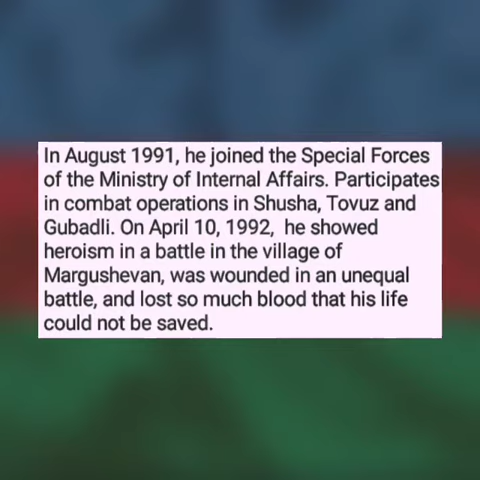 In August 1991, he joined the Special Forces
of the Ministry of Internal Affairs. Participates
in combat operations in Shusha, Tovuz and
Gubadli. On April 10, 1992,  he showed
heroism in a battle in the village of
Margushevan, was wounded in an unequal
battle, and lost so much blood that his life
could not be saved.